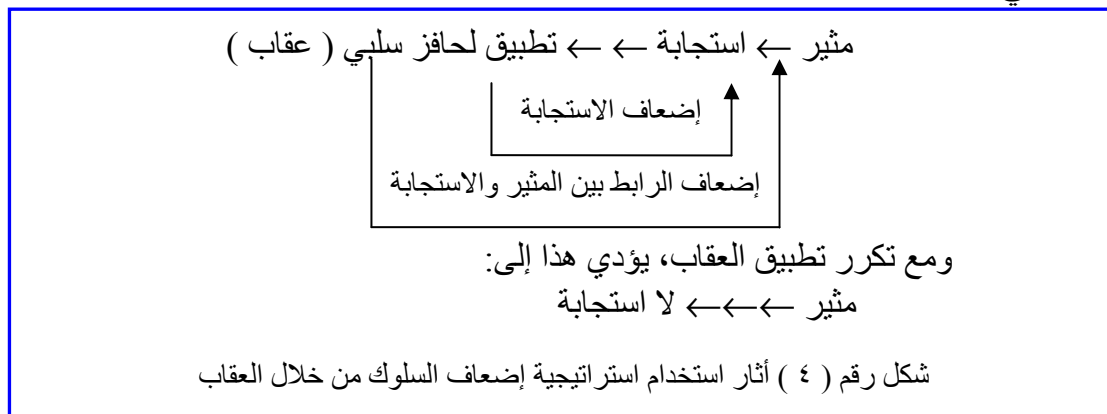 مثير ← استجابة ← ← تطبيق لحافز سلبي ( عقاب )
إضعاف الاستجابة
إضعاف الرابط بين المثير والاستجابة
ومع تكرر تطبيق العقاب، يؤدي هذا إلى:
مثير ←←← لا استجابة
شكل رقم ( ٤ ) أثار استخدام استراتيجية إضعاف السلوك من خلال العقاب